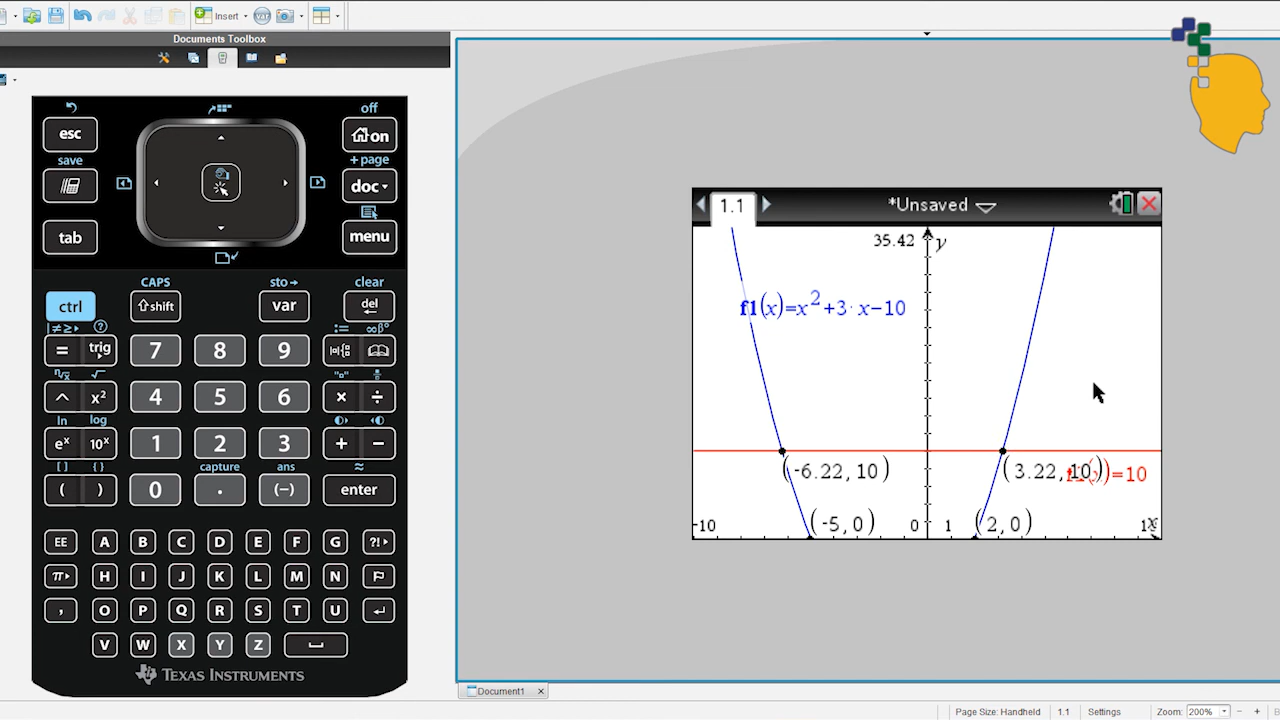 Insert
Documents Toolbox
off
esc
on
save
+ page
doc
tab
menu
CAPS
sto→
clear
ctrl
⇧shift
var
del
|≠≥▸
?
:=
∞β°
=
trig
7
8
9
ⁿ√x
√
"▫"
^
x²
4
5
6
×
÷
ln
log
eˣ
10ˣ
1
2
3
+
−
[ ]
{ }
capture
ans
≈
(
)
0
.
(−)
enter
EE
A
B
C
D
E
F
G
?!▸
π▸
H
I
J
K
L
M
N
,
O
P
Q
R
S
T
U
V
W
X
Y
Z
TEXAS INSTRUMENTS
1.1
*Unsaved
35.42
y
f1(x)=x²+3·x−10
(-6.22, 10)
(3.22, 10)
=10
-10
(-5, 0)
0
1
(2, 0)
x
Document1
Page Size: Handheld
1.1
Settings
Zoom:
200%